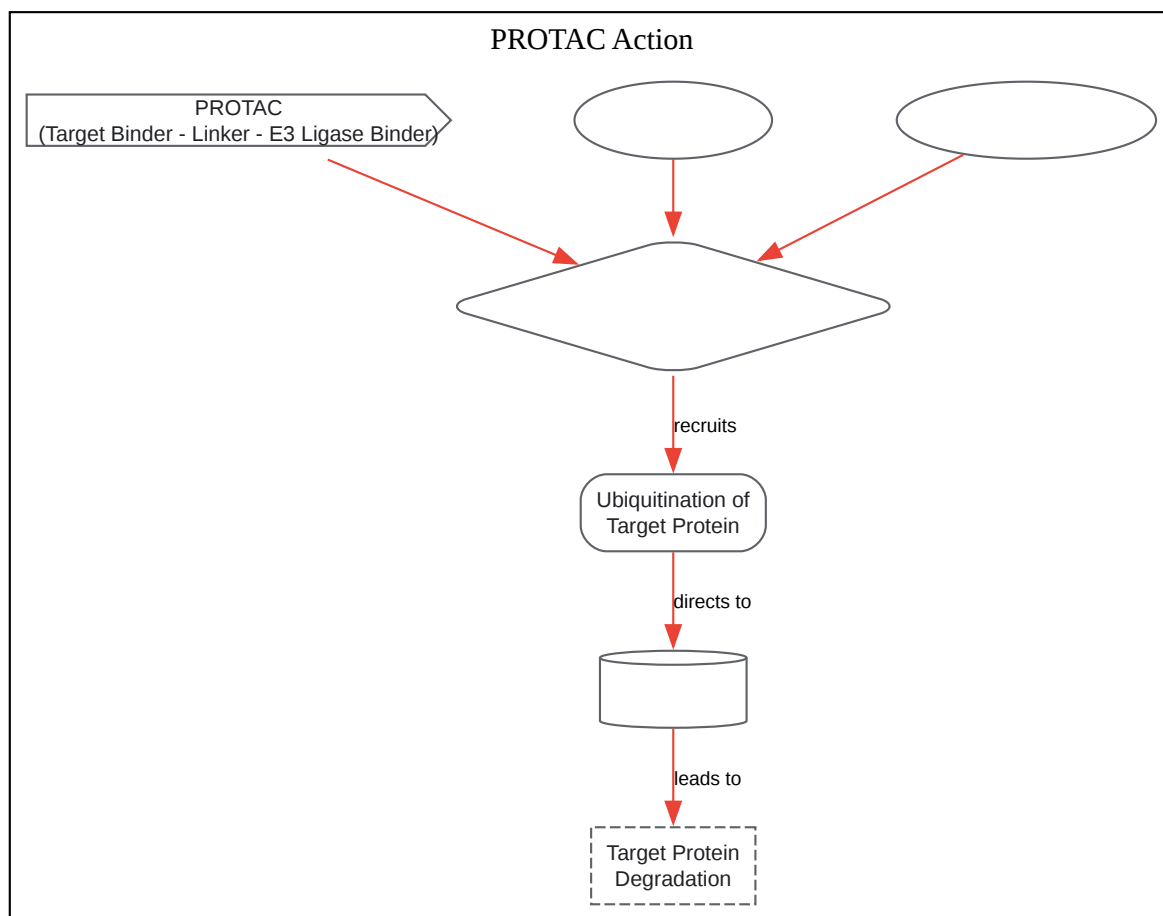 PROTAC Action
PROTAC
(Target Binder - Linker - E3 Ligase Binder)
recruits
Ubiquitination of
Target Protein
directs to
leads to
Target Protein
Degradation